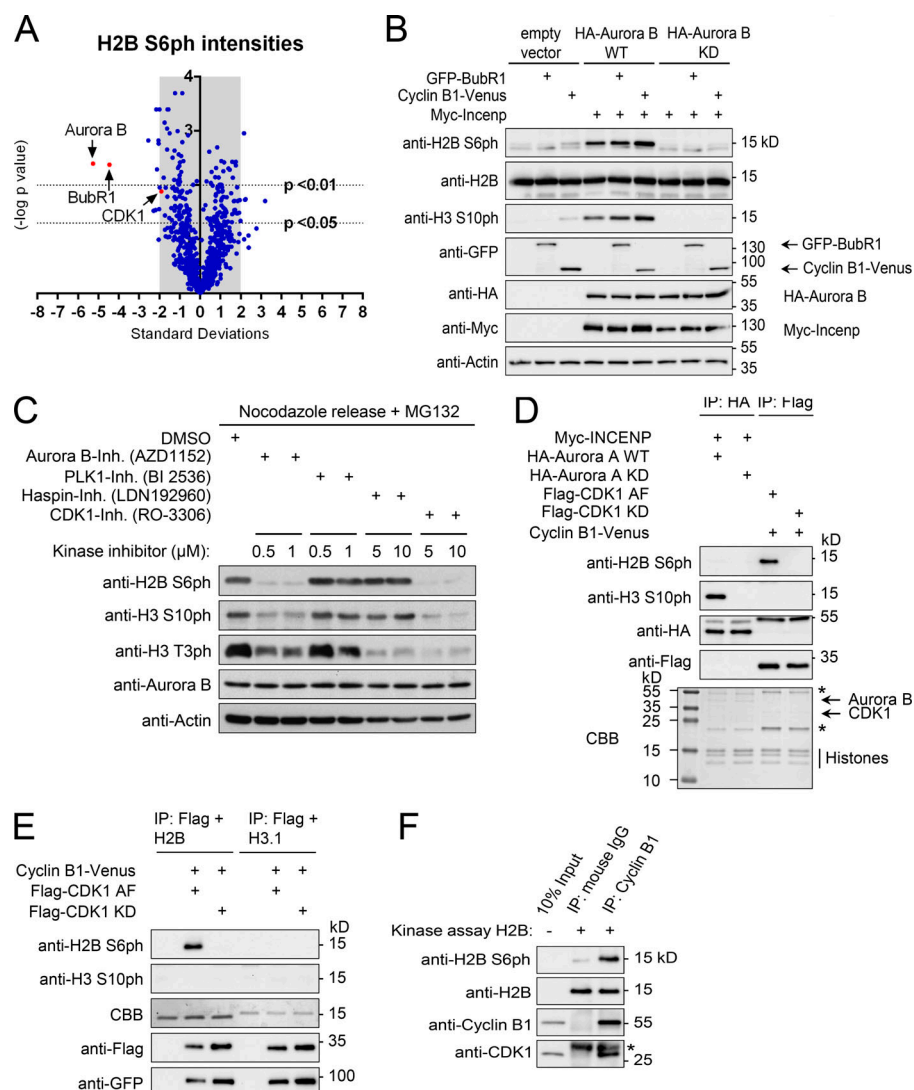 A
H2B S6ph intensities
4
3
Aurora B
BubR1
CDK1
p <0.01
p <0.05
(-log p value)
-8 -7 -6 -5 -4 -3 -2 -1 0 1 2 3 4 5 6 7 8
Standard Deviations
B
empty vector
HA-Aurora B WT
HA-Aurora B KD
GFP-BubR1 + + +
Cyclin B1-Venus + + +
Myc-Incenp + + + + + +
anti-H2B S6ph 15 kD
anti-H2B 15
anti-H3 S10ph 15
anti-GFP 130 GFP-BubR1
100 Cyclin B1-Venus
55
anti-HA 35 HA-Aurora B
anti-Myc 130 Myc-Incenp
55
anti-Actin 35
C
Nocodazole release + MG132
DMSO +
Aurora B-Inh. (AZD1152) + +
PLK1-Inh. (BI 2536) + +
Haspin-Inh. (LDN192960) + +
CDK1-Inh. (RO-3306) + +
Kinase inhibitor (µM): 0.5 1 0.5 1 5 10 5 10
anti-H2B S6ph
anti-H3 S10ph
anti-H3 T3ph
anti-Aurora B
anti-Actin
D
IP: HA IP: Flag
Myc-INCENP + +
HA-Aurora A WT +
HA-Aurora A KD +
Flag-CDK1 AF +
Flag-CDK1 KD +
Cyclin B1-Venus + +
kD
anti-H2B S6ph 15
anti-H3 S10ph 15
55
anti-HA
anti-Flag 35
kD
55 *
Aurora B
35 CDK1
25
*
CBB
15 Histones
10
E
IP: Flag + H2B
IP: Flag + H3.1
Cyclin B1-Venus + + + +
Flag-CDK1 AF + +
Flag-CDK1 KD + +
kD
anti-H2B S6ph 15
anti-H3 S10ph
CBB 15
anti-Flag 35
anti-GFP 100
F
10% Input
IP: mouse IgG
IP: Cyclin B1
Kinase assay H2B: - + +
anti-H2B S6ph 15 kD
anti-H2B 15
anti-Cyclin B1 55
anti-CDK1 *
25